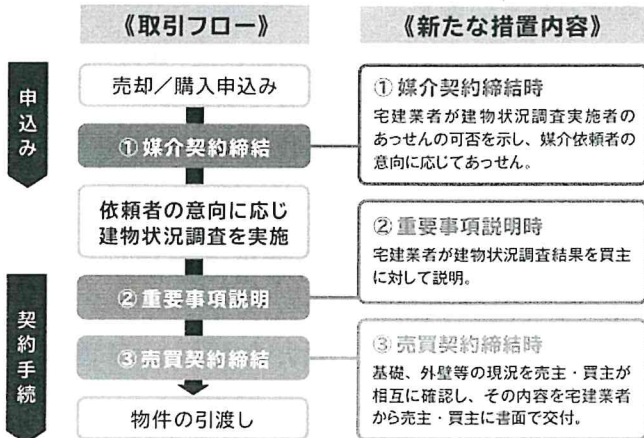 《取引フロー》
《新たな措置内容》
申込み
売却／購入申込み
①媒介契約締結
依頼者の意向に応じ
建物状況調査を実施
契約手続
②重要事項説明
③売買契約締結
物件の引渡し
①媒介契約締結時
宅建業者が建物状況調査実施者の
あっせんの可否を示し、媒介依頼者の
意向に応じてあっせん。
②重要事項説明時
宅建業者が建物状況調査結果を買主
に対して説明。
③売買契約締結時
基礎、外壁等の現況を売主・買主が
相互に確認し、その内容を宅建業者
から売主・買主に書面で交付。